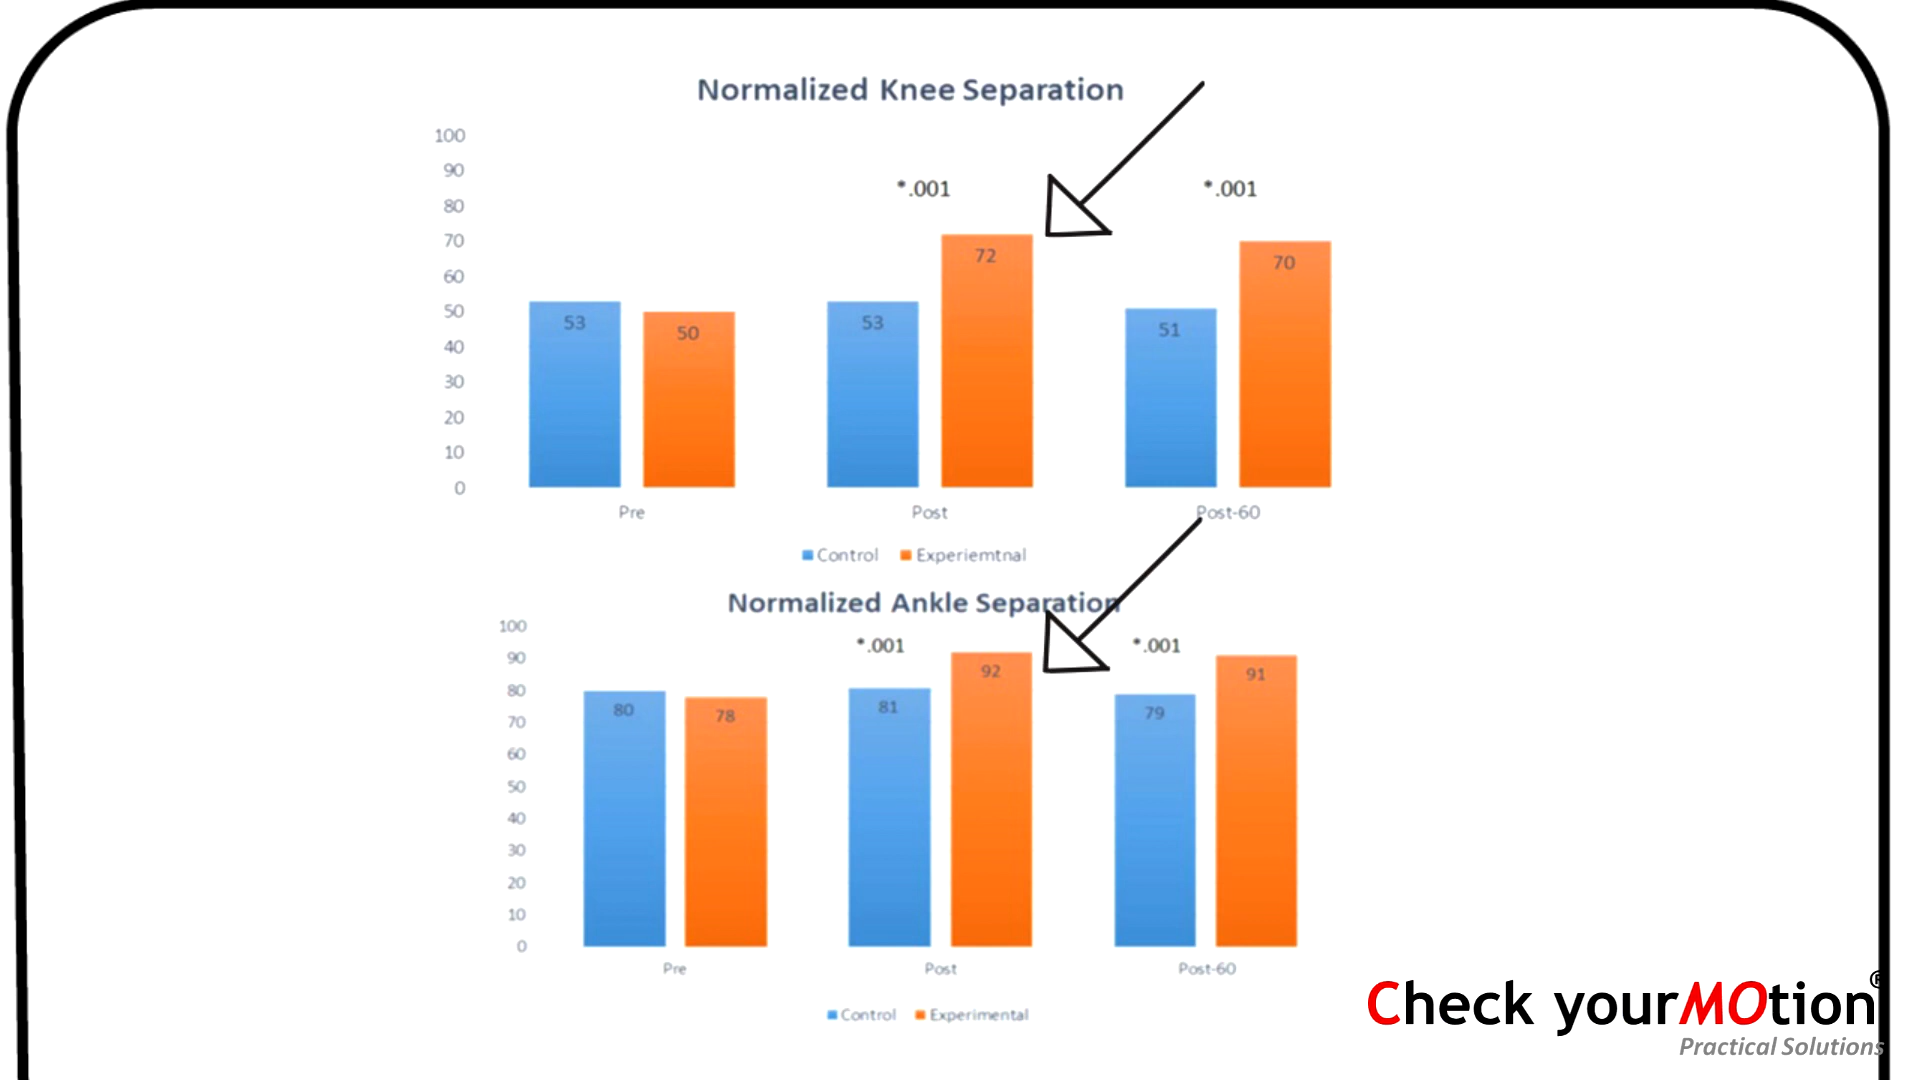 Normalized Knee Separation
100
90
80
70
60
50
40
30
20
10
0
*.001
*.001
53
50
53
72
51
70
Pre
Post
Post-60
Control
Experiemtnal
Normalized Ankle Separation
100
90
80
70
60
50
40
30
20
10
0
*.001
*.001
80
78
81
92
79
91
Pre
Post
Post-60
Control
Experimental
Check yourMOtion®
Practical Solutions